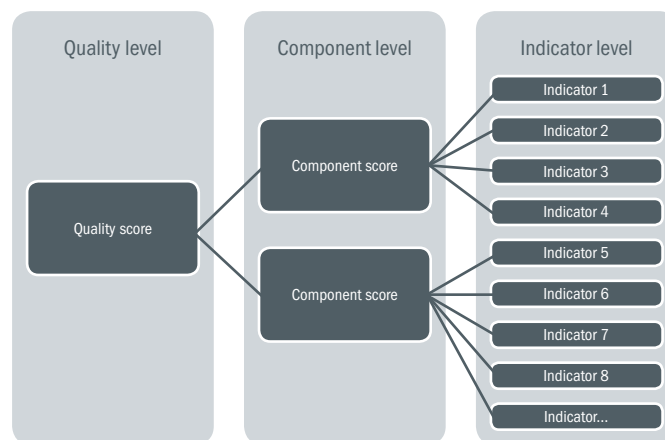 Quality level
Component level
Indicator level
Quality score
Component score
Component score
Indicator 1
Indicator 2
Indicator 3
Indicator 4
Indicator 5
Indicator 6
Indicator 7
Indicator 8
Indicator...